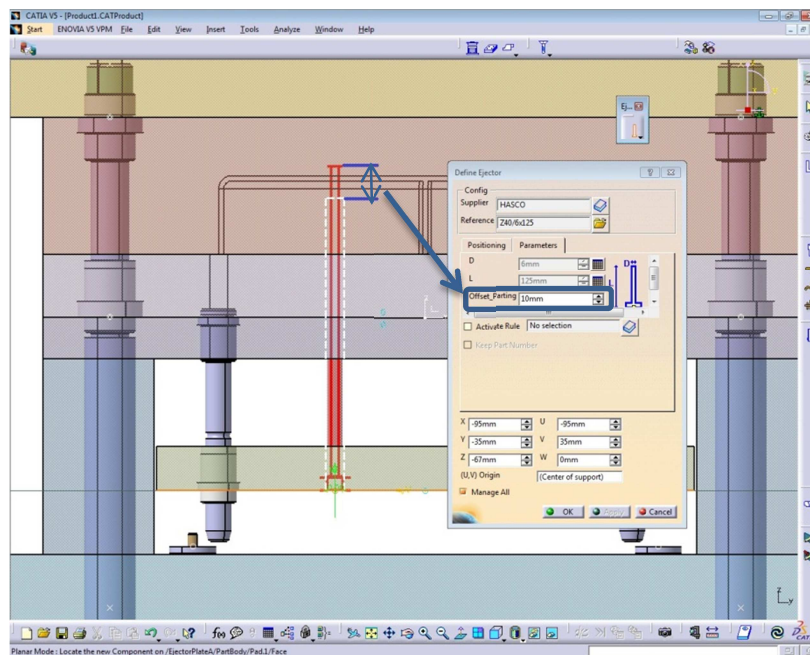 CATIA V5 - [Product1.CATProduct]
Start ENOVIA V5 VPM File Edit View Insert Tools Analyze Window Help
Ej...
Define Ejector
Config
Supplier HASCO
Reference Z40/6x125
Positioning Parameters
D 6mm
D
L 125mm
L
Offset_Parting 10mm
Activate Rule No selection
Keep Part Number
X -95mm U -95mm
Y -35mm V 35mm
Z -67mm W 0mm
(U,V) Origin (Center of support)
Manage All
OK Apply Cancel
z
y
Planar Mode : Locate the new Component on /EjectorPlateA/PartBody/Pad.1/Face